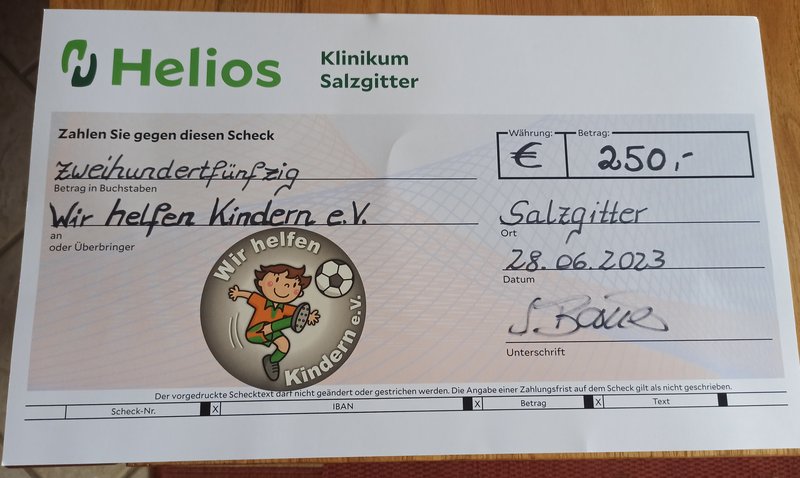 Helios
Klinikum
Salzgitter
Zahlen Sie gegen diesen Scheck
Währung:
Betrag:
€
250,-
zweihundertfünfzig
Betrag in Buchstaben
Wir helfen Kindern e.V.
an
oder Überbringer
Salzgitter
Ort
28.06.2023
Datum
Unterschrift
Wir helfen
Kindern e.V.
Der vorgedruckte Schecktext darf nicht geändert oder gestrichen werden. Die Angabe einer Zahlungsfrist auf dem Scheck gilt als nicht geschrieben.
Scheck-Nr. X IBAN X Betrag X Text